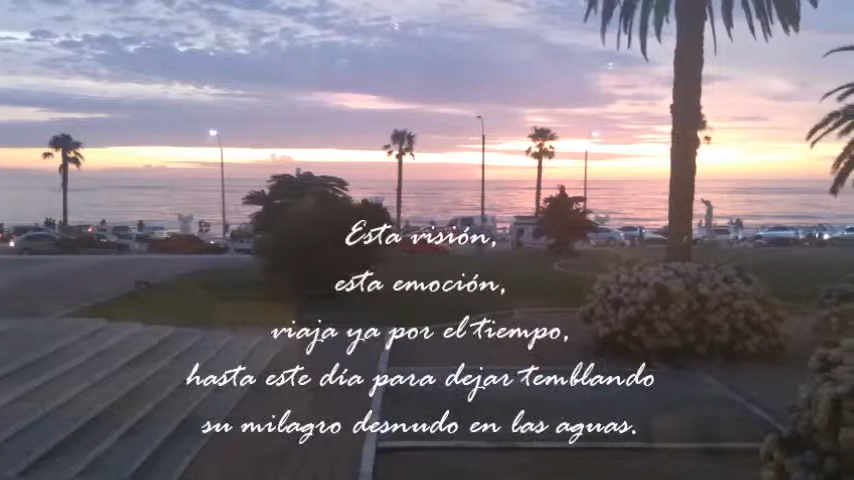 Esta visión,
esta emoción,
viaja ya por el tiempo,
hasta este día para dejar temblando
su milagro desnudo en las aguas.